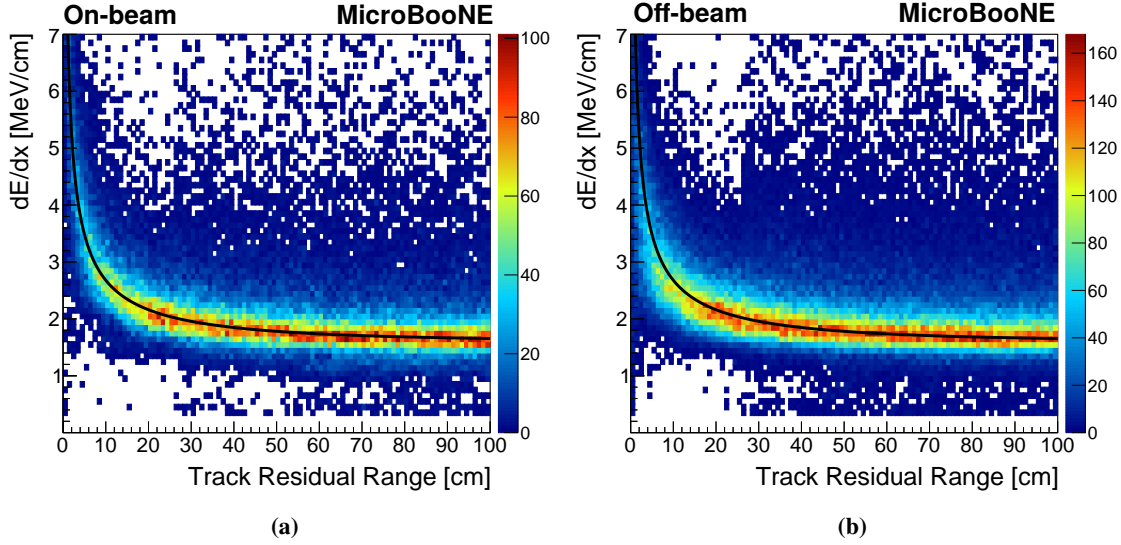 On-beam MicroBooNE
dE/dx [MeV/cm]
7
6
5
4
3
2
1
0 10 20 30 40 50 60 70 80 90 100
Track Residual Range [cm]
100
80
60
40
20
0
(a)
Off-beam MicroBooNE
dE/dx [MeV/cm]
7
6
5
4
3
2
1
0 10 20 30 40 50 60 70 80 90 100
Track Residual Range [cm]
160
140
120
100
80
60
40
20
0
(b)